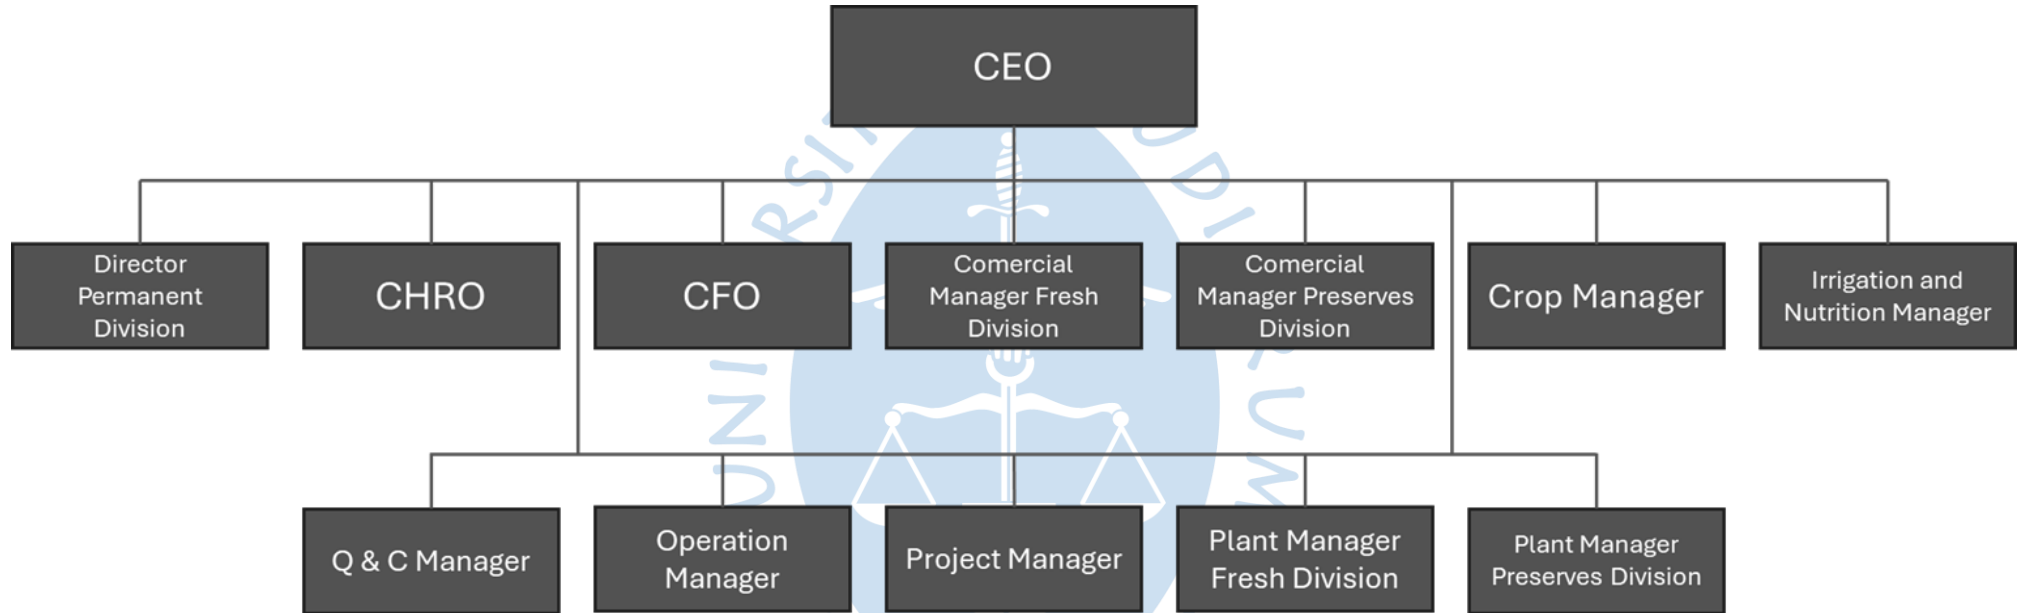 CEO
Director
Permanent
Division
CHRO
CFO
Comercial
Manager Fresh
Division
Comercial
Manager Preserves
Division
Crop Manager
Irrigation and
Nutrition Manager
Q & C Manager
Operation
Manager
Project Manager
Plant Manager
Fresh Division
Plant Manager
Preserves Division